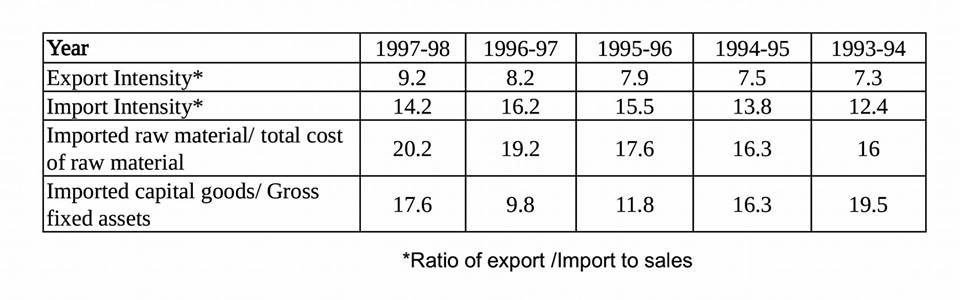 Year 1997-98 1996-97 1995-96 1994-95 1993-94
Export Intensity* 9.2 8.2 7.9 7.5 7.3
Import Intensity* 14.2 16.2 15.5 13.8 12.4
Imported raw material/ total cost
of raw material 20.2 19.2 17.6 16.3 16
Imported capital goods/ Gross
fixed assets 17.6 9.8 11.8 16.3 19.5
*Ratio of export /Import to sales